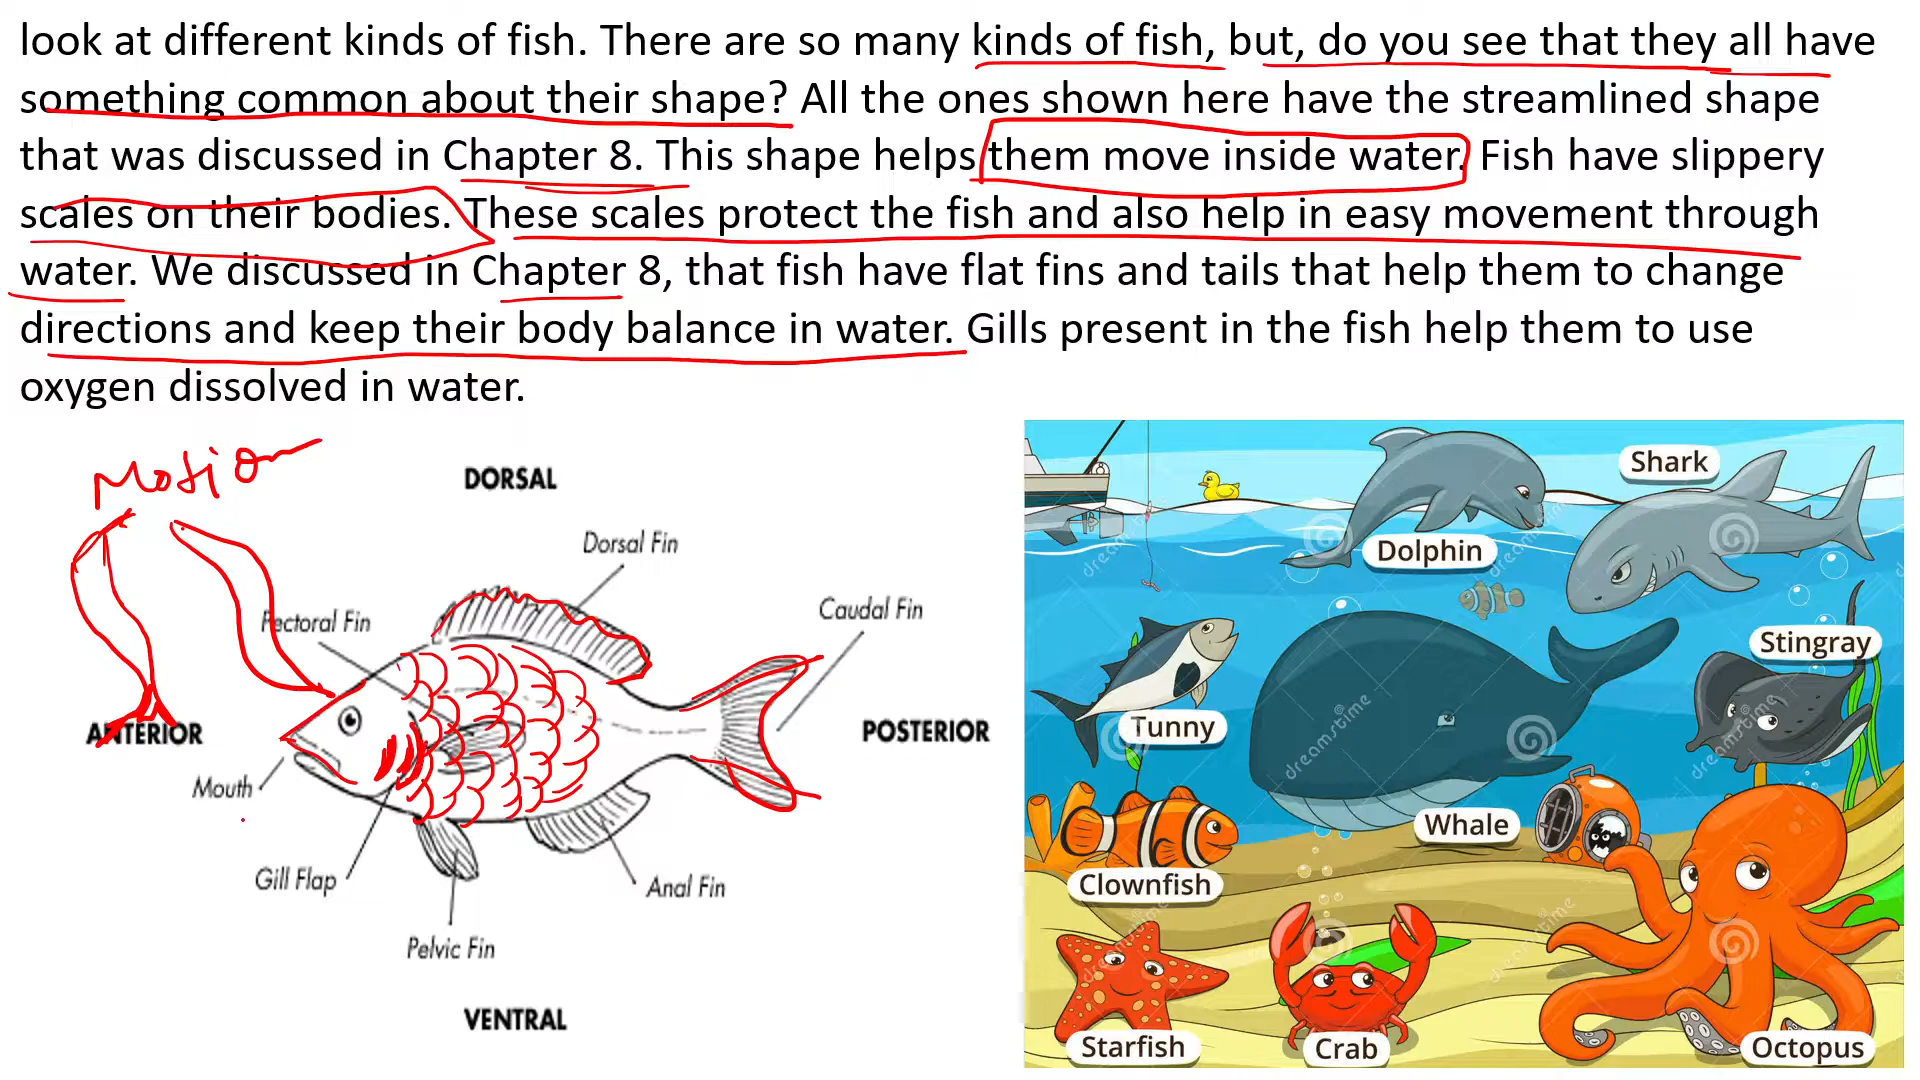 look at different kinds of fish. There are so many kinds of fish, but, do you see that they all have
something common about their shape? All the ones shown here have the streamlined shape
that was discussed in Chapter 8. This shape helps them move inside water. Fish have slippery
scales on their bodies. These scales protect the fish and also help in easy movement through
water. We discussed in Chapter 8, that fish have flat fins and tails that help them to change
directions and keep their body balance in water. Gills present in the fish help them to use
oxygen dissolved in water.
Motion
DORSAL
Dorsal Fin
Pectoral Fin
Caudal Fin
ANTERIOR
POSTERIOR
Mouth
Gill Flap
Anal Fin
Pelvic Fin
VENTRAL
Shark
Dolphin
Stingray
Tunny
Whale
Clownfish
Starfish
Crab
Octopus
dreamstime
dreamstime